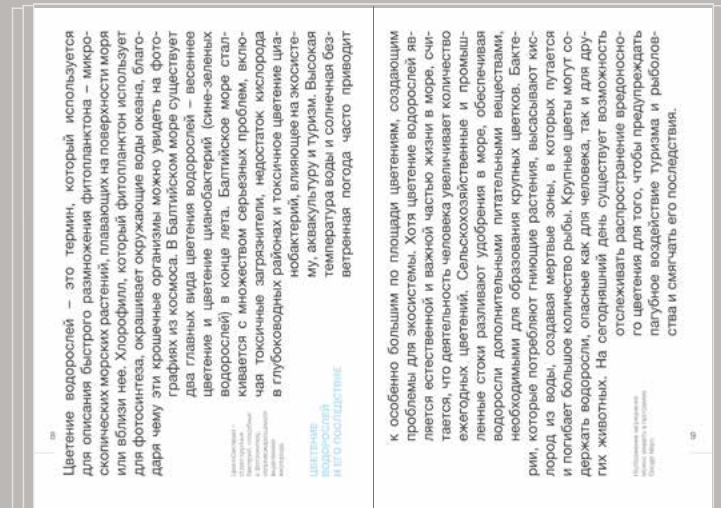 Цветение водорослей – это термин, который используется
для описания быстрого размножения фитопланктона – микро-
скопических морских растений, плавающих на поверхности моря
или вблизи нее. Хлорофилл, который фитопланктон использует
для фотосинтеза, окрашивает окружающие воды океана, благо-
даря чему эти крошечные организмы можно увидеть на фото-
графиях из космоса. В Балтийском море существует
два главных вида цветения водорослей – весеннее
цветение и цветение цианобактерий (сине-зеленых
водорослей) в конце лета. Балтийское море стал-
кивается с множеством серьезных проблем, вклю-
чая токсичные загрязнители, недостаток кислорода
в глубоководных районах и токсичное цветение циа-
нобактерий, влияющее на экосисте-
му, аквакультуру и туризм. Высокая
температура воды и солнечная без-
ветренная погода часто приводит
ЦВЕТЕНИЕ
ВОДОРОСЛЕЙ
И ЕГО ПОСЛЕДСТВИЕ
к особенно большим по площади цветениям, создающим
проблемы для экосистемы. Хотя цветение водорослей яв-
ляется естественной и важной частью жизни в море, счи-
тается, что деятельность человека увеличивает количество
ежегодных цветений. Сельскохозяйственные и промыш-
ленные стоки разливают удобрения в море, обеспечивая
водоросли дополнительными питательными веществами,
необходимыми для образования крупных цветков. Бакте-
рии, которые потребляют гниющие растения, высасывают кис-
лород из воды, создавая мертвые зоны, в которых путается
и погибает большое количество рыбы. Крупные цветы могут со-
держать водоросли, опасные как для человека, так и для дру-
гих животных. На сегодняшний день существует возможность
отслеживать распространение вредоносно-
го цветения для того, чтобы предупреждать
пагубное воздействие туризма и рыболов-
ства и смягчать его последствия.